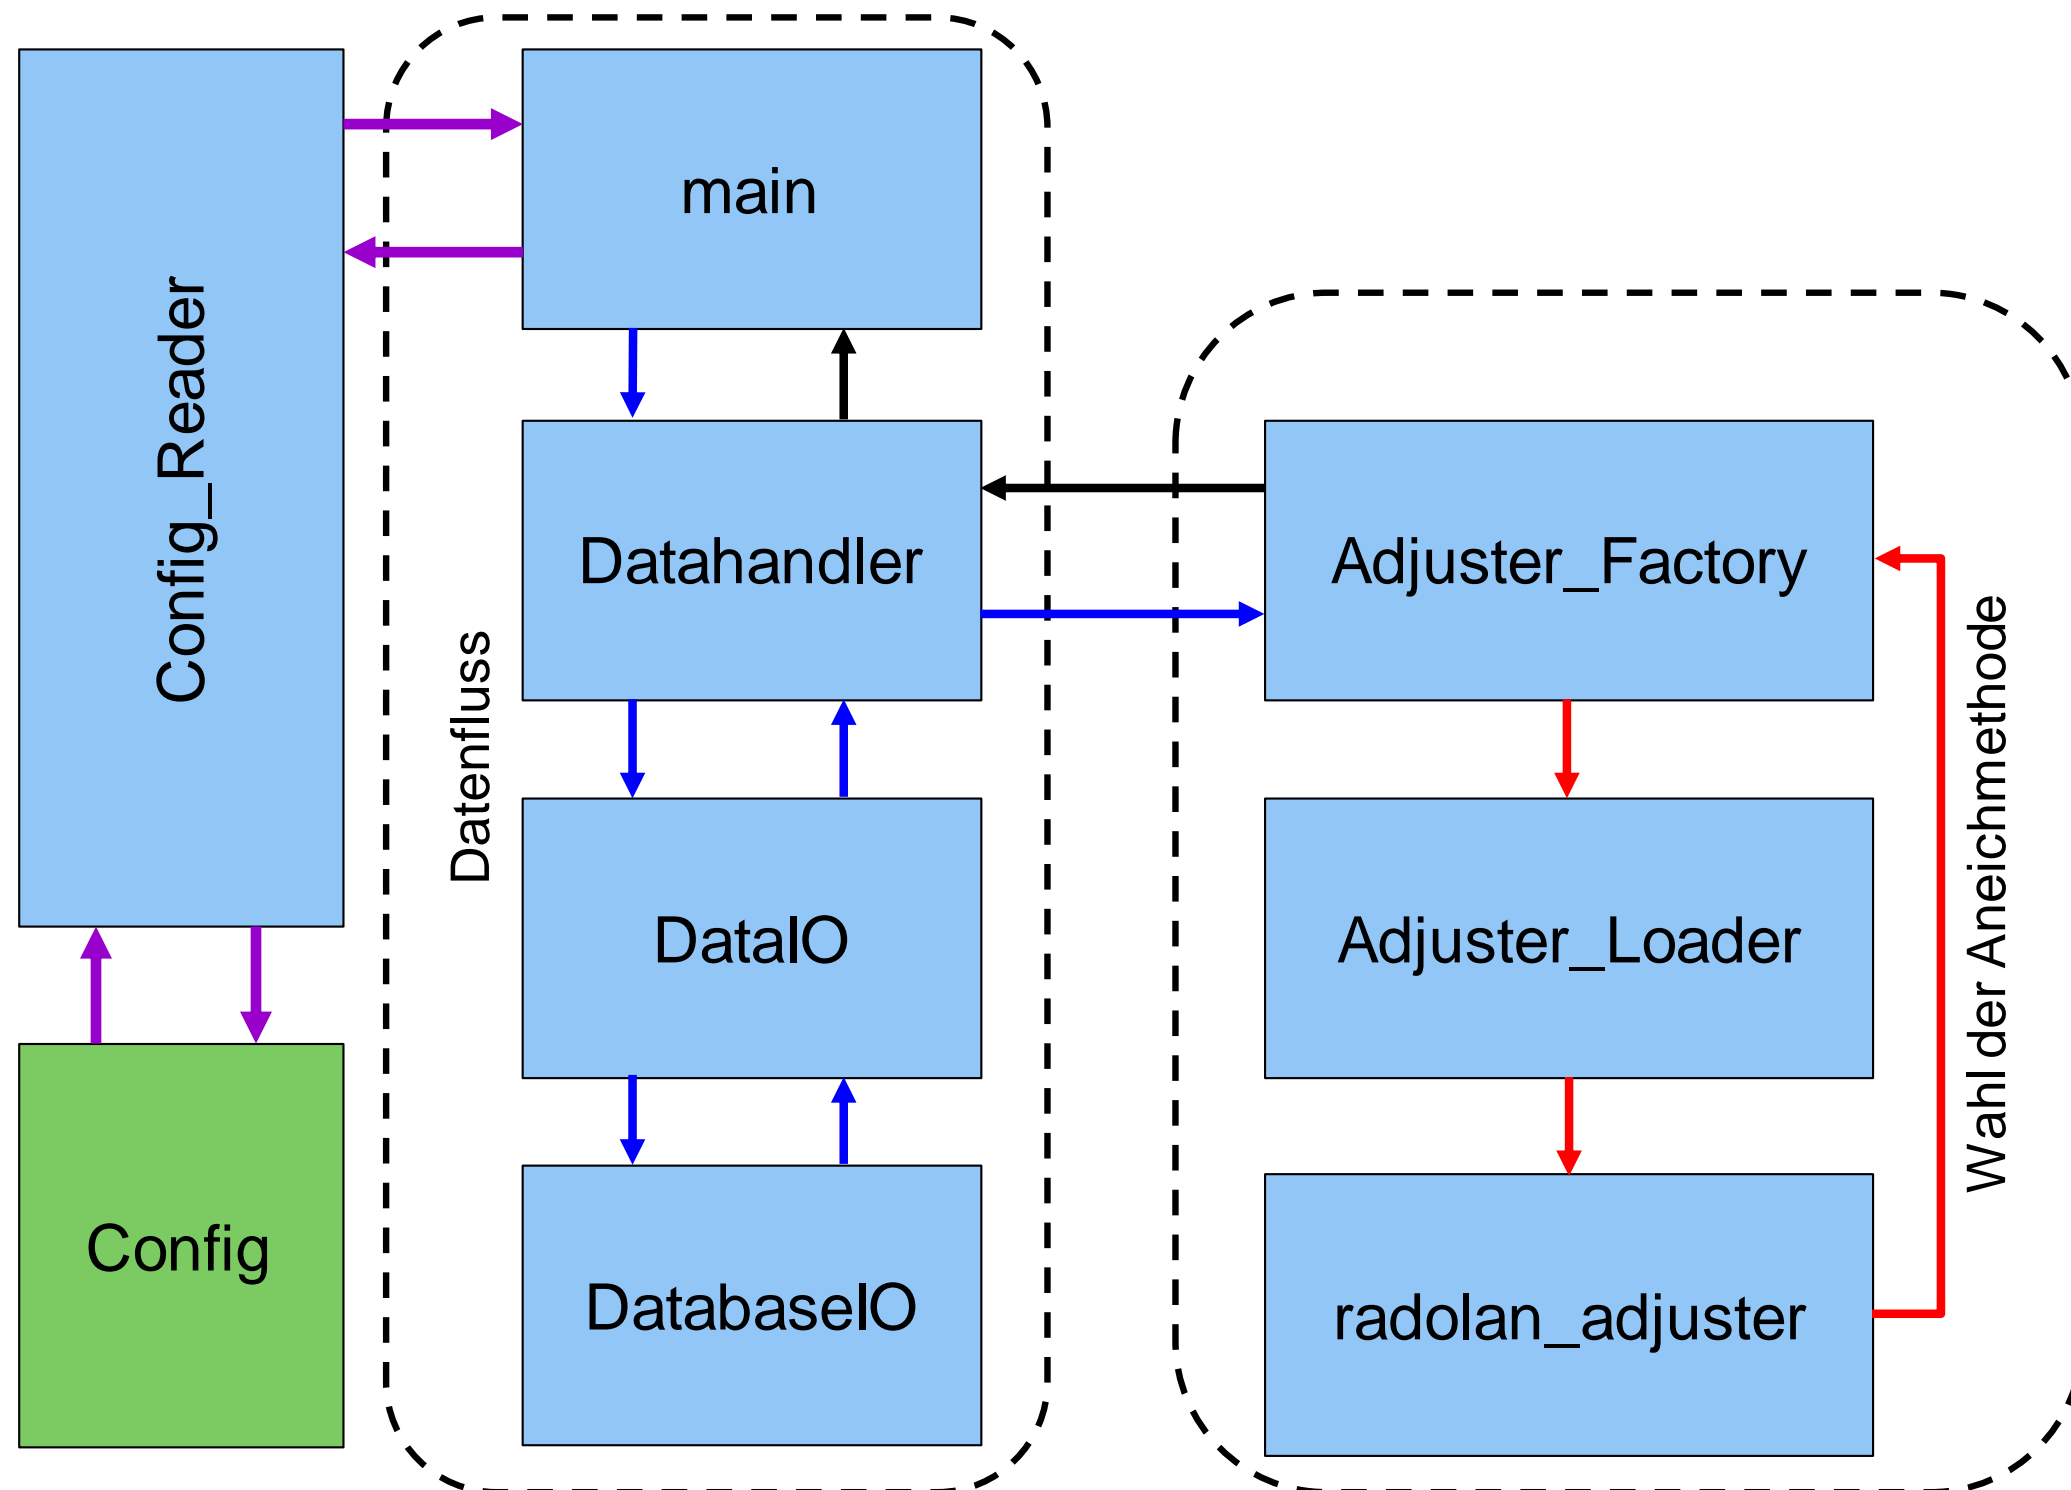 Config_Reader
main
Datenfluss
Datahandler
Adjuster_Factory
Wahl der Aneichmethode
DataIO
Adjuster_Loader
Config
DatabaseIO
radolan_adjuster